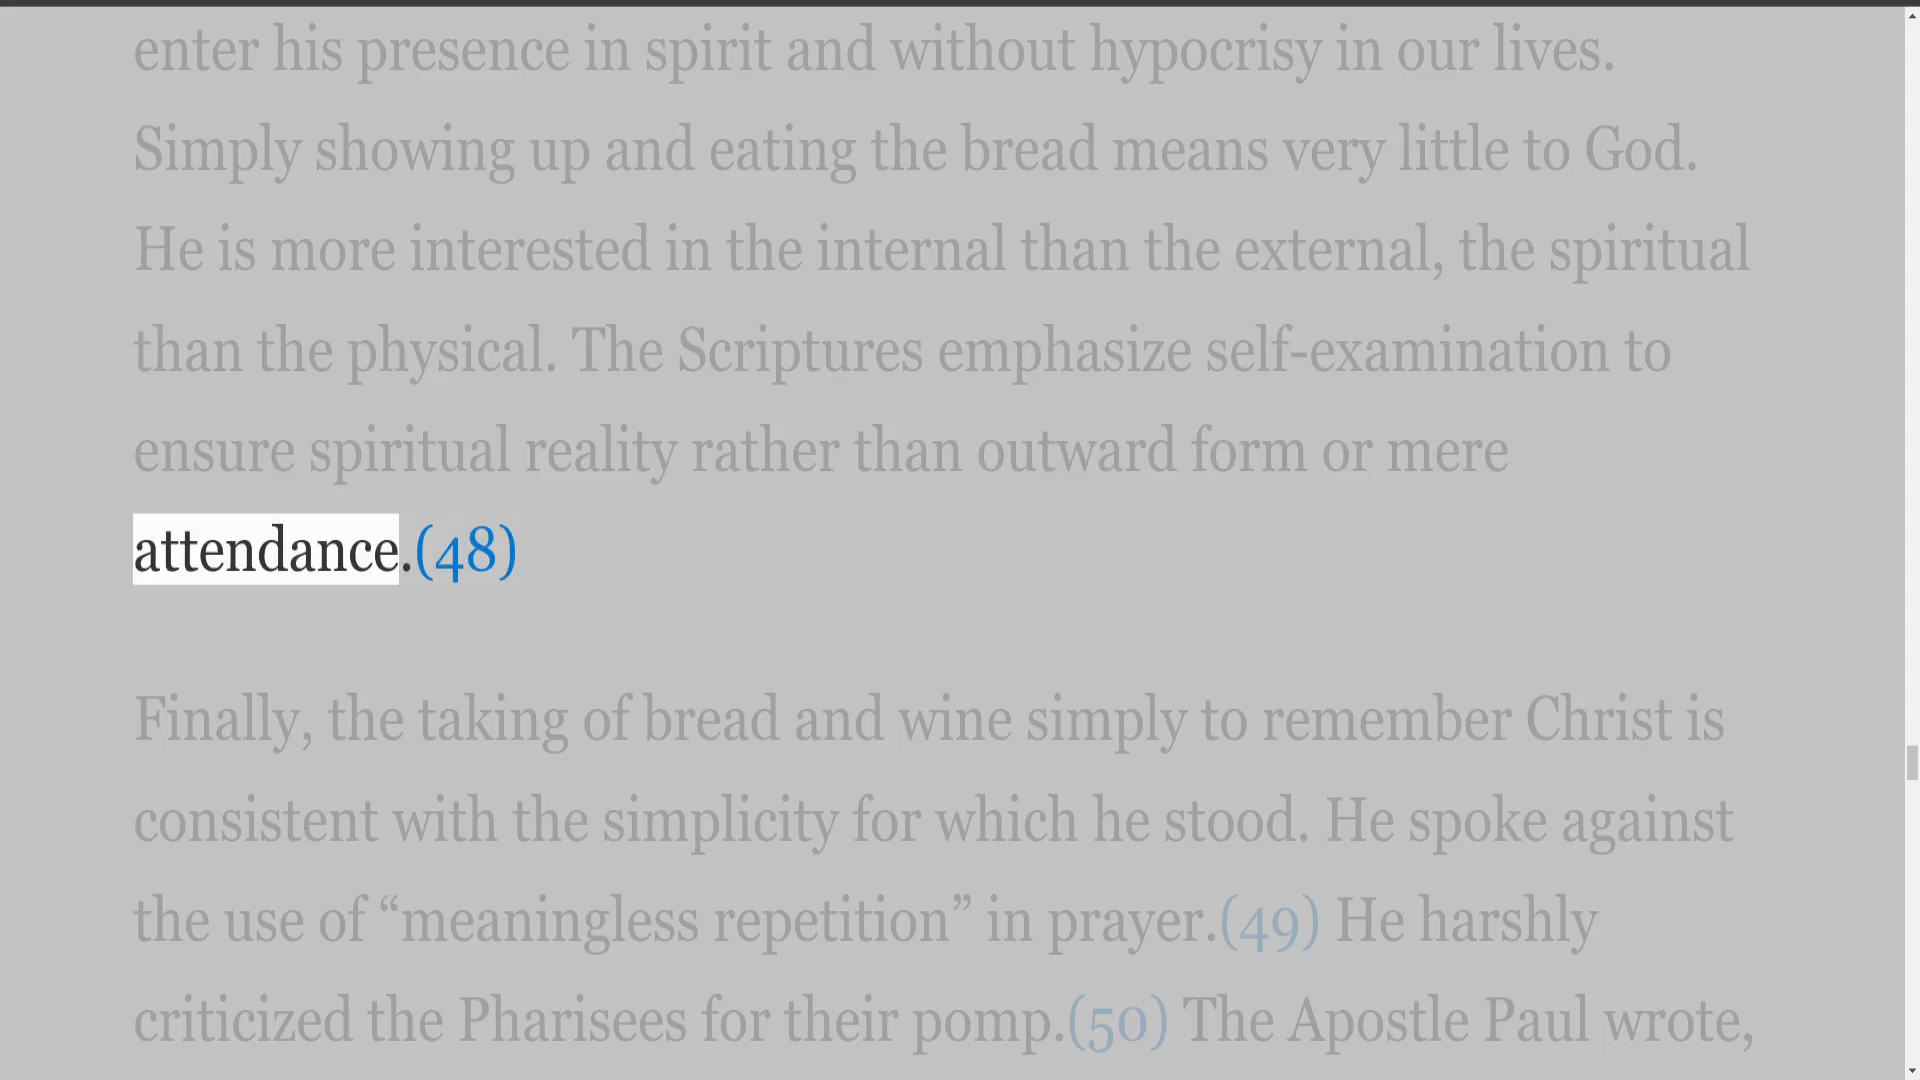 enter his presence in spirit and without hypocrisy in our lives.
Simply showing up and eating the bread means very little to God.
He is more interested in the internal than the external, the spiritual
than the physical. The Scriptures emphasize self-examination to
ensure spiritual reality rather than outward form or mere
attendance.(48)
Finally, the taking of bread and wine simply to remember Christ is
consistent with the simplicity for which he stood. He spoke against
the use of “meaningless repetition” in prayer.(49) He harshly
criticized the Pharisees for their pomp.(50) The Apostle Paul wrote,